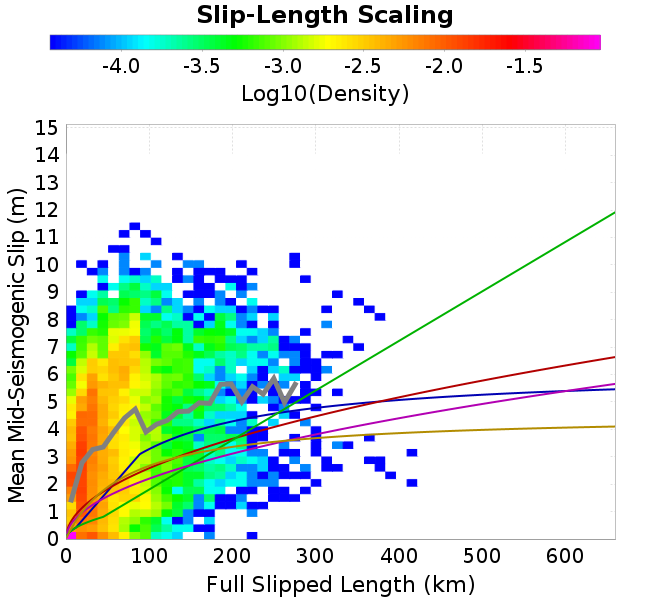 Slip-Length Scaling
-4.0 -3.5 -3.0 -2.5 -2.0 -1.5
Log10(Density)
15
14
13
12
11
10
9
8
7
6
5
4
3
2
1
0
Mean Mid-Seismogenic Slip (m)
0 100 200 300 400 500 600
Full Slipped Length (km)